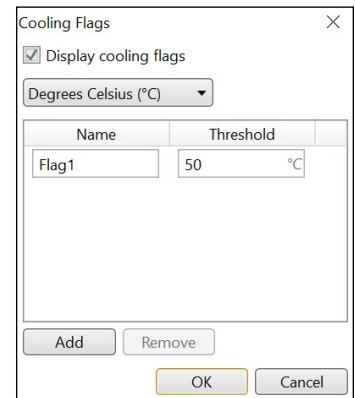 Cooling Flags
Display cooling flags
Degrees Celsius (°C)
Name Threshold
Flag1 50 °C
Add Remove
OK Cancel